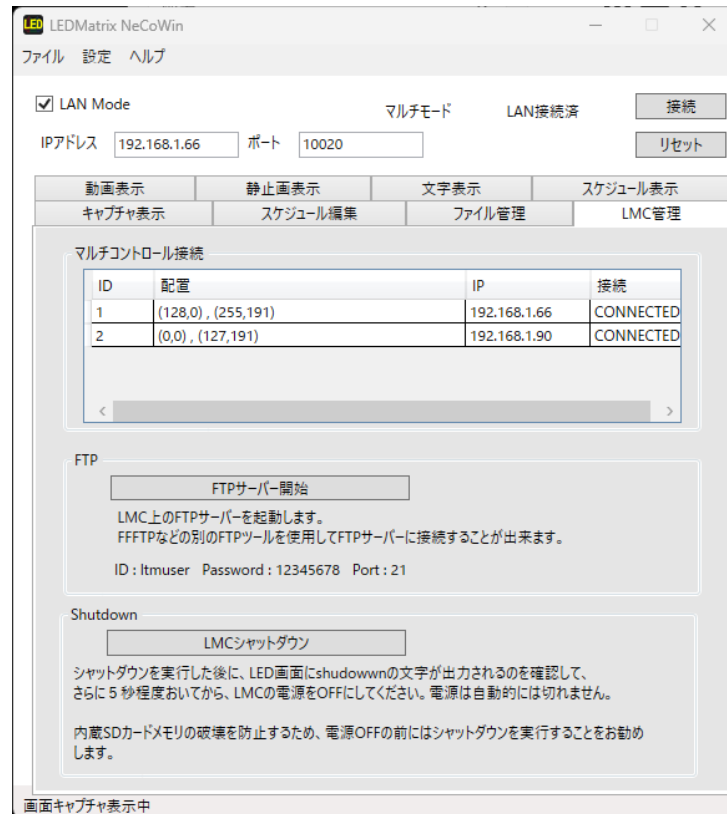 LED LEDMatrix NeCoWin
ファイル 設定 ヘルプ
LAN Mode マルチモード LAN接続済 接続
IPアドレス 192.168.1.66 ポート 10020 リセット
動画表示 静止画表示 文字表示 スケジュール表示
キャプチャ表示 スケジュール編集 ファイル管理 LMC管理
マルチコントロール接続
ID 配置 IP 接続
1 (128,0) , (255,191) 192.168.1.66 CONNECTED
2 (0,0) , (127,191) 192.168.1.90 CONNECTED
FTP
FTPサーバー開始
LMC上のFTPサーバーを起動します。
FFFTPなどの別のFTPツールを使用してFTPサーバーに接続することが出来ます。
ID : ltmuser Password : 12345678 Port : 21
Shutdown
LMCシャットダウン
シャットダウンを実行した後に、LED画面にshudowwnの文字が出力されるのを確認して、
さらに５秒程度おいてから、LMCの電源をOFFにしてください。電源は自動的には切れません。
内蔵SDカードメモリの破壊を防止するため、電源OFFの前にはシャットダウンを実行することをお勧め
します。
画面キャプチャ表示中